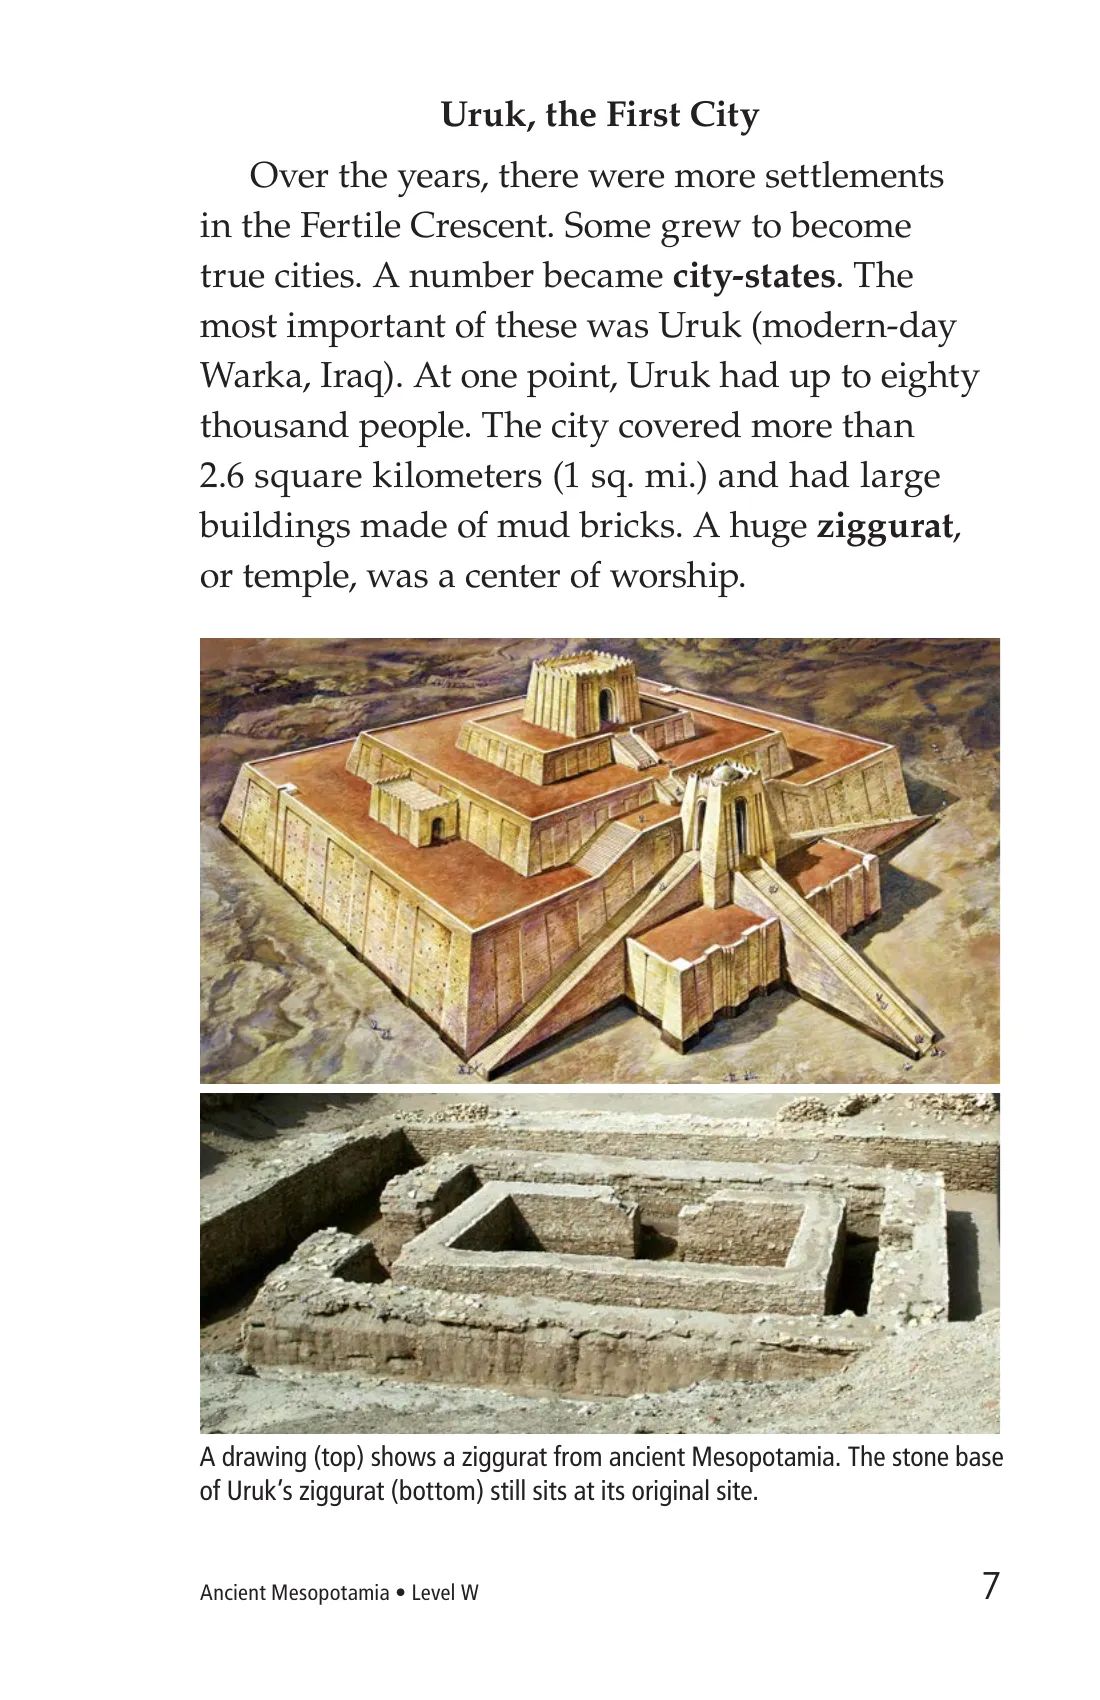 Uruk, the First City
Over the years, there were more settlements
in the Fertile Crescent. Some grew to become
true cities. A number became city-states. The
most important of these was Uruk (modern-day
Warka, Iraq). At one point, Uruk had up to eighty
thousand people. The city covered more than
2.6 square kilometers (1 sq. mi.) and had large
buildings made of mud bricks. A huge ziggurat,
or temple, was a center of worship.
A drawing (top) shows a ziggurat from ancient Mesopotamia. The stone base
of Uruk’s ziggurat (bottom) still sits at its original site.
Ancient Mesopotamia • Level W
7